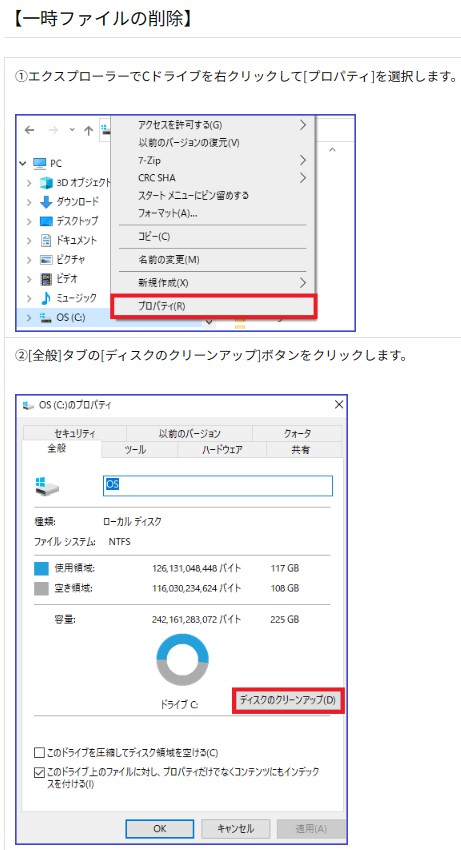 【一時ファイルの削除】
①エクスプローラーでCドライブを右クリックして[プロパティ]を選択します。
アクセスを許可する(G)
以前のバージョンの復元(V)
7-Zip
CRC SHA
スタート メニューにピン留めする
フォーマット(A)...
コピー(C)
名前の変更(M)
新規作成(X)
プロパティ(R)
PC
3D オブジェクト
ダウンロード
デスクトップ
ドキュメント
ピクチャ
ビデオ
ミュージック
OS (C:)
②[全般]タブの[ディスクのクリーンアップ]ボタンをクリックします。
OS (C:)のプロパティ
セキュリティ 以前のバージョン クォータ
全般 ツール ハードウェア 共有
OS
種類: ローカル ディスク
ファイル システム: NTFS
使用領域: 126,131,048,448 バイト 117 GB
空き領域: 116,030,234,624 バイト 108 GB
容量: 242,161,283,072 バイト 225 GB
ドライブ C: ディスクのクリーンアップ(D)
このドライブを圧縮してディスク領域を空ける(C)
このドライブ上のファイルに対し、プロパティだけでなくコンテンツにもインデックス
を付ける(I)
OK キャンセル 適用(A)